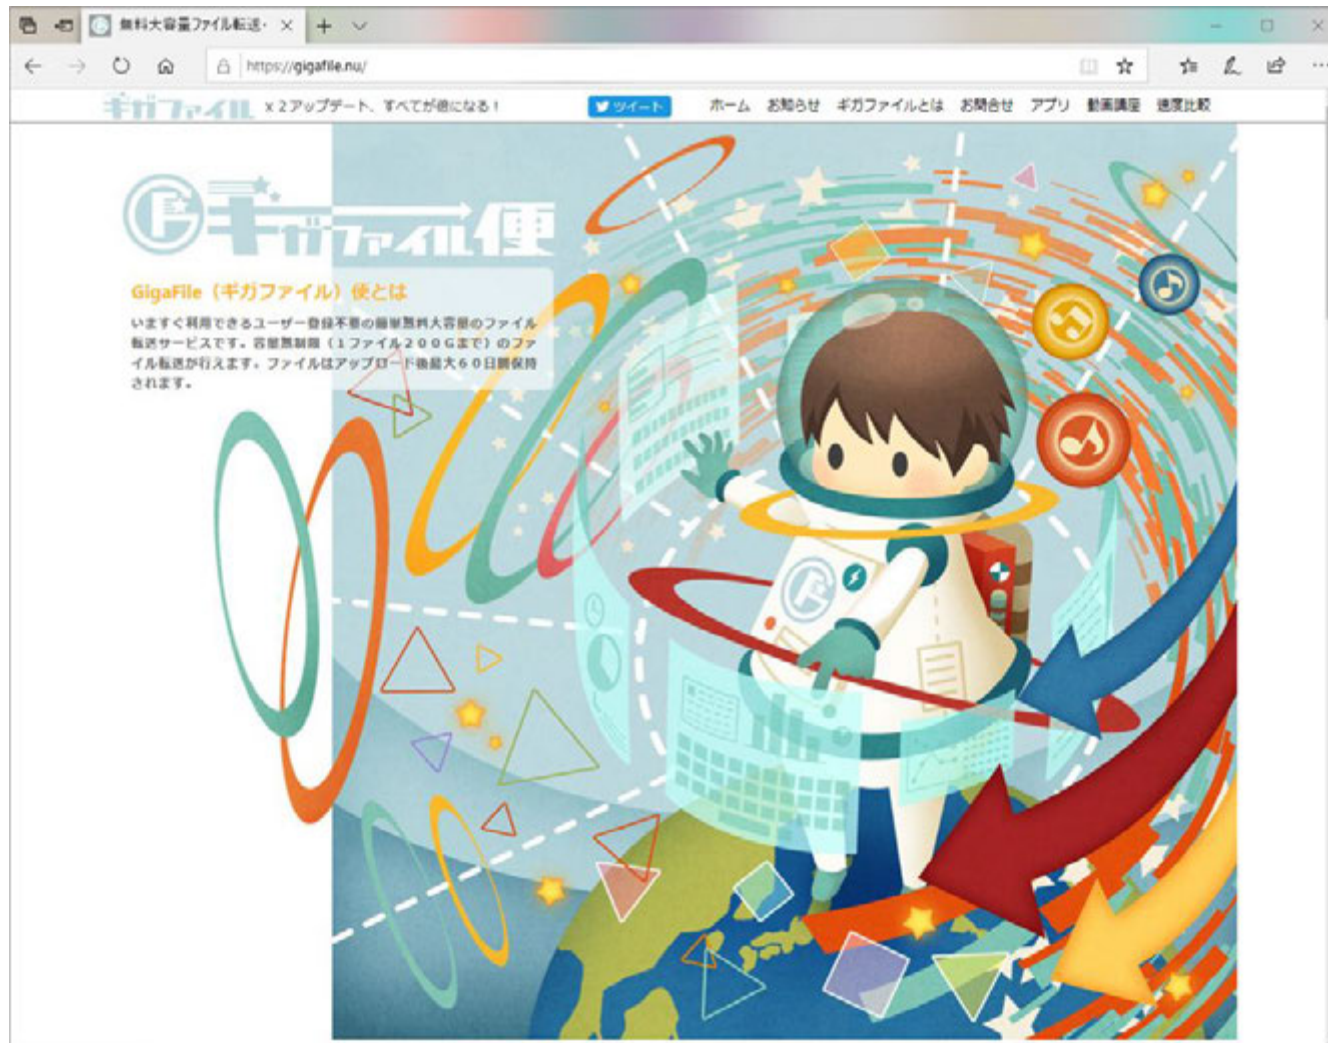 無料大容量ファイル転送・
https://gigafile.nu/
ギガファイル x 2アップデート、すべてが倍になる！ ツイート ホーム お知らせ ギガファイルとは お問合せ アプリ 動画講座 速度比較
ギガファイル便
GigaFile（ギガファイル）便とは
いますぐ利用できるユーザー登録不要の簡単無料大容量のファイル
転送サービスです。容量無制限（１ファイル２００Ｇまで）のファ
イル転送が行えます。ファイルはアップロード後最大６０日間保持
されます。